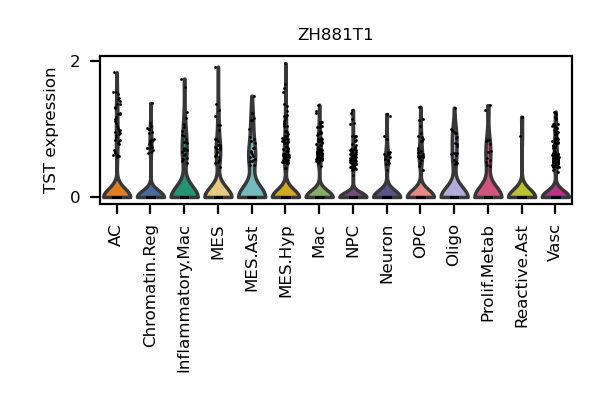 ZH881T1
TST expression
2
0
AC
Chromatin.Reg
Inflammatory.Mac
MES
MES.Ast
MES.Hyp
Mac
NPC
Neuron
OPC
Oligo
Prolif.Metab
Reactive.Ast
Vasc